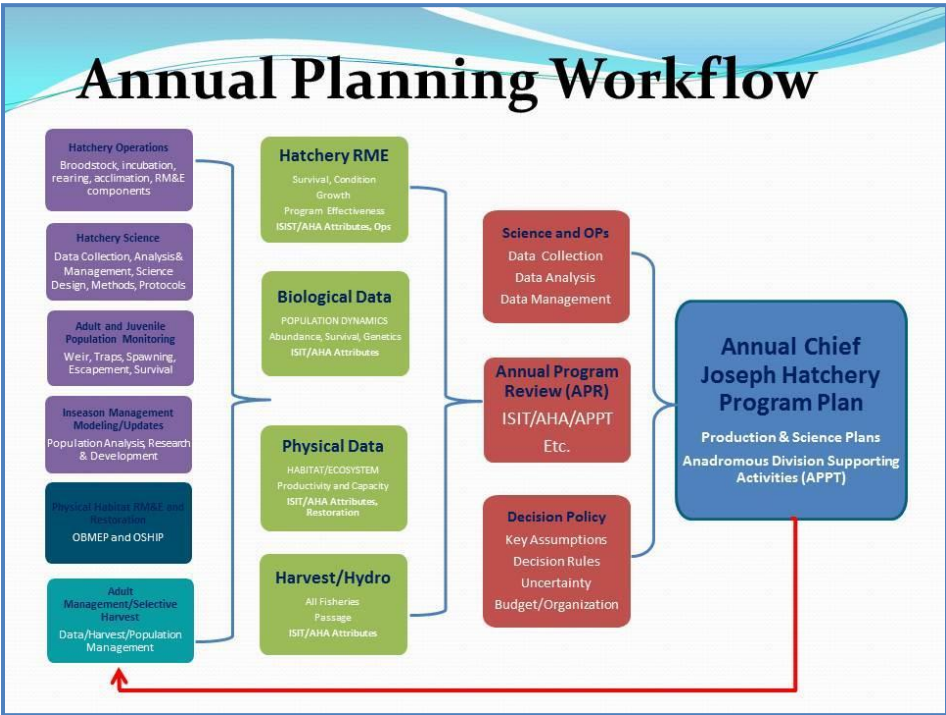 Annual Planning Workflow
Hatchery Operations
Broodstock, incubation,
rearing, acclimation, RM&E
components
Hatchery Science
Data Collection, Analysis&
Management, Science
Design, Methods, Protocols
Adult and Juvenile
Population Monitoring
Weir, Traps, Spawning,
Escapement, Survival
Inseason Management
Modeling/Updates
Population Analysis, Research
& Development
Physical Habitat RM&E and
Restoration
OBMEP and OSHIP
Adult
Management/Selective
Harvest
Data/Harvest/Population
Management
Hatchery RME
Survival, Condition
Growth
Program Effectiveness
ISIST/AHA Attributes, Ops
Biological Data
POPULATION DYNAMICS
Abundance, Survival, Genetics
ISIT/AHA Attributes
Physical Data
HABITAT/ECOSYSTEM
Productivity and Capacity
ISIT/AHA Attributes,
Restoration
Harvest/Hydro
All Fisheries
Passage
ISIT/AHA Attributes
Science and OPs
Data Collection
Data Analysis
Data Management
Annual Program
Review (APR)
ISIT/AHA/APPT
Etc.
Decision Policy
Key Assumptions
Decision Rules
Uncertainty
Budget/Organization
Annual Chief
Joseph Hatchery
Program Plan
Production & Science Plans
Anadromous Division Supporting
Activities (APPT)